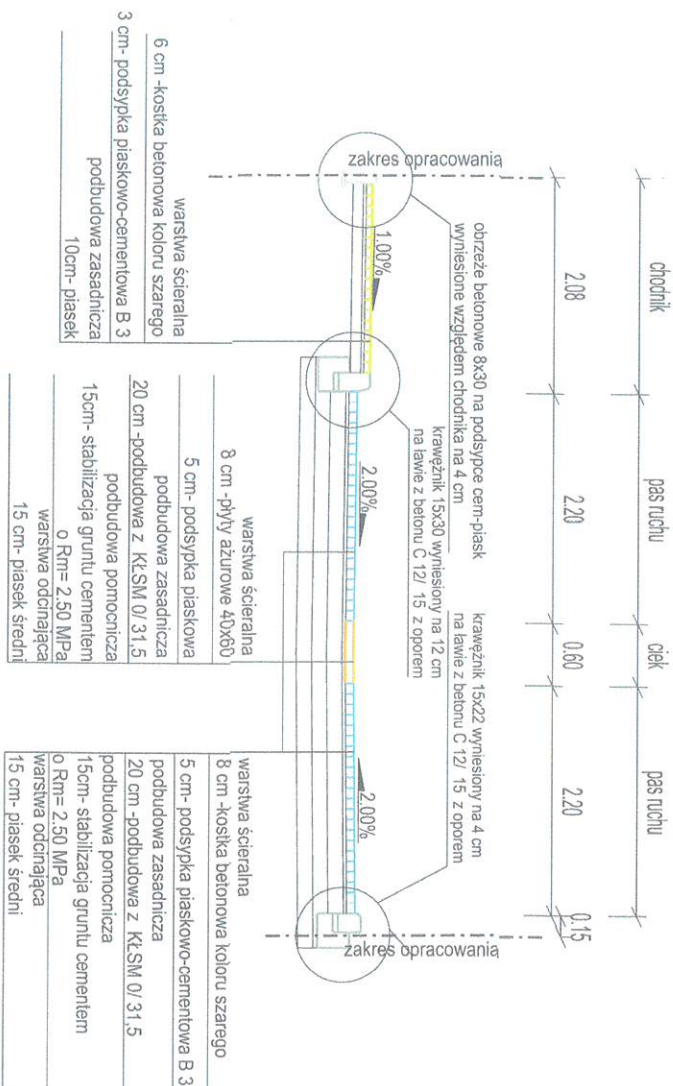 chodnik
pas ruchu
ciek
pas ruchu
2.08
2.20
0.60
2.20
0.15
zakres opracowania
obrzeże betonowe 8x30 na podsypce cem-piask
wyniesione względem chodnika na 4 cm
krawężnik 15x30 wyniesiony na 12 cm
na ławie z betonu C 12/ 15 z oporem
krawężnik 15x22 wyniesiony na 4 cm
na ławie z betonu C 12/ 15 z oporem
zakres opracowania
1.00%
2.00%
2.00%
warstwa ścieralna
6 cm -kostka betonowa koloru szarego
3 cm- podsypka piaskowo-cementowa B 3
podbudowa zasadnicza
10cm- piasek
warstwa ścieralna
8 cm -płyty ażurowe 40x60
5 cm- podsypka piaskowa
podbudowa zasadnicza
20 cm -podbudowa z KŁSM 0/ 31,5
podbudowa pomocnicza
15cm- stabilizacja gruntu cementem
o Rm= 2.50 MPa
warstwa odcinająca
15 cm- piasek średni
warstwa ścieralna
8 cm -kostka betonowa koloru szarego
5 cm- podsypka piaskowo-cementowa B 3
podbudowa zasadnicza
20 cm -podbudowa z KŁSM 0/ 31,5
podbudowa pomocnicza
15cm- stabilizacja gruntu cementem
o Rm= 2.50 MPa
warstwa odcinająca
15 cm- piasek średni